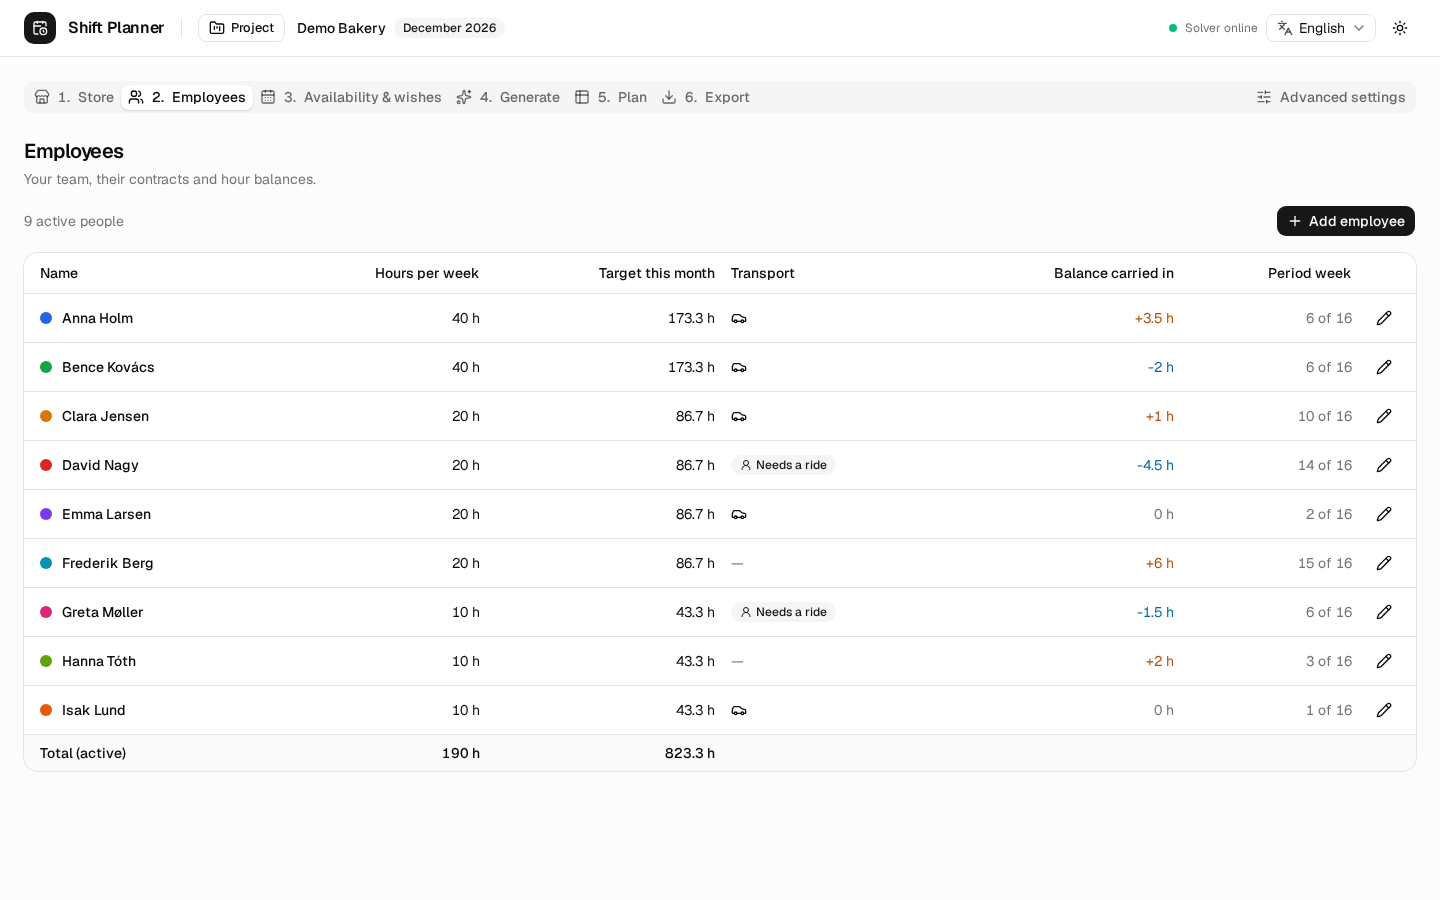 Shift Planner Project Demo Bakery December 2026 Solver online English
1. Store 2. Employees 3. Availability & wishes 4. Generate 5. Plan 6. Export Advanced settings
Employees
Your team, their contracts and hour balances.
9 active people + Add employee
Name Hours per week Target this month Transport Balance carried in Period week
Anna Holm 40 h 173.3 h +3.5 h 6 of 16
Bence Kovács 40 h 173.3 h -2 h 6 of 16
Clara Jensen 20 h 86.7 h +1 h 10 of 16
David Nagy 20 h 86.7 h Needs a ride -4.5 h 14 of 16
Emma Larsen 20 h 86.7 h 0 h 2 of 16
Frederik Berg 20 h 86.7 h — +6 h 15 of 16
Greta Møller 10 h 43.3 h Needs a ride -1.5 h 6 of 16
Hanna Tóth 10 h 43.3 h — +2 h 3 of 16
Isak Lund 10 h 43.3 h 0 h 1 of 16
Total (active) 190 h 823.3 h